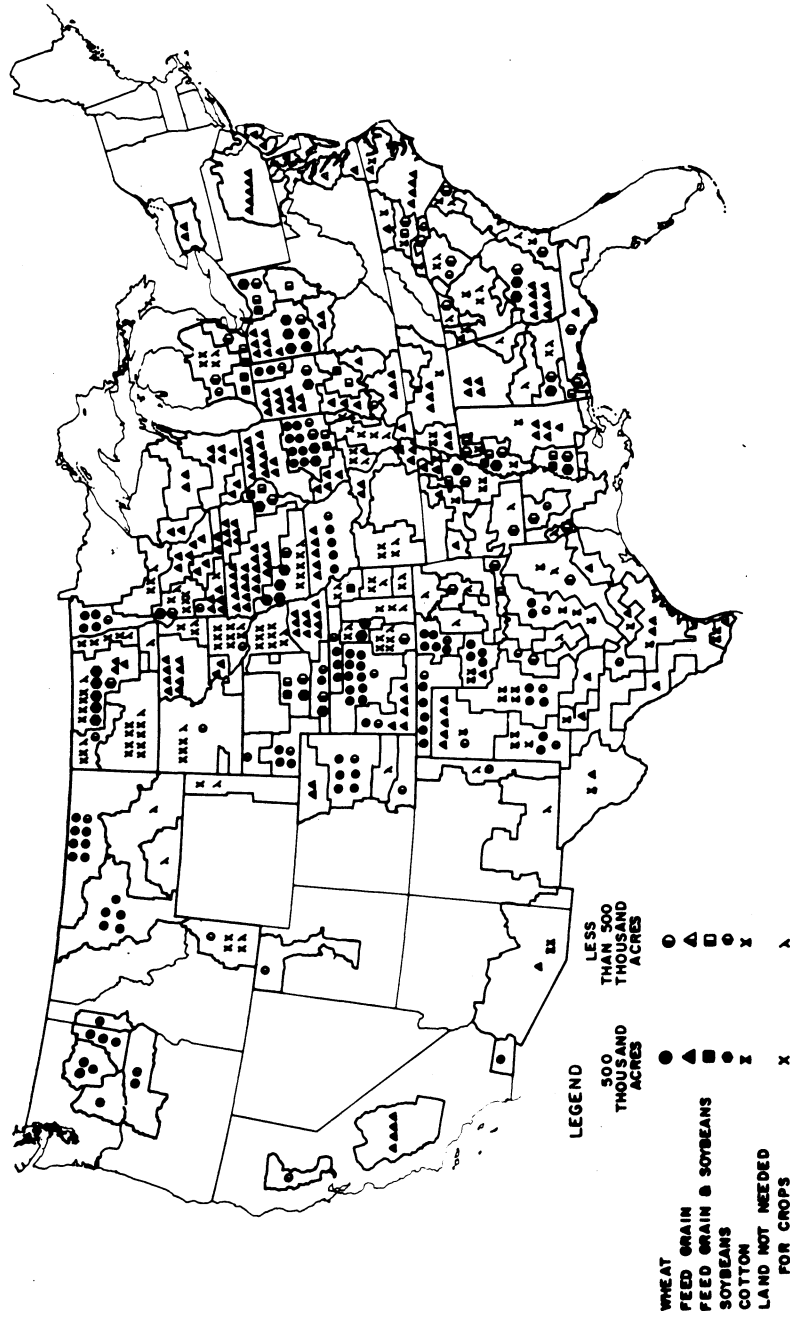 LEGEND
500 THOUSAND ACRES
LESS THAN 500 THOUSAND ACRES
WHEAT
FEED GRAIN
FEED GRAIN & SOYBEANS
SOYBEANS
COTTON
LAND NOT NEEDED
FOR CROPS